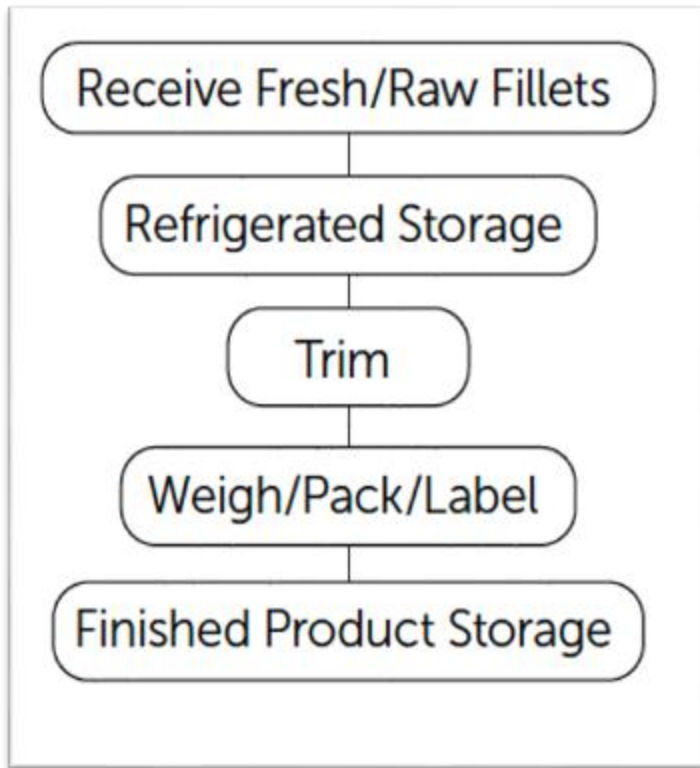 Receive Fresh/Raw Fillets
Refrigerated Storage
Trim
Weigh/Pack/Label
Finished Product Storage